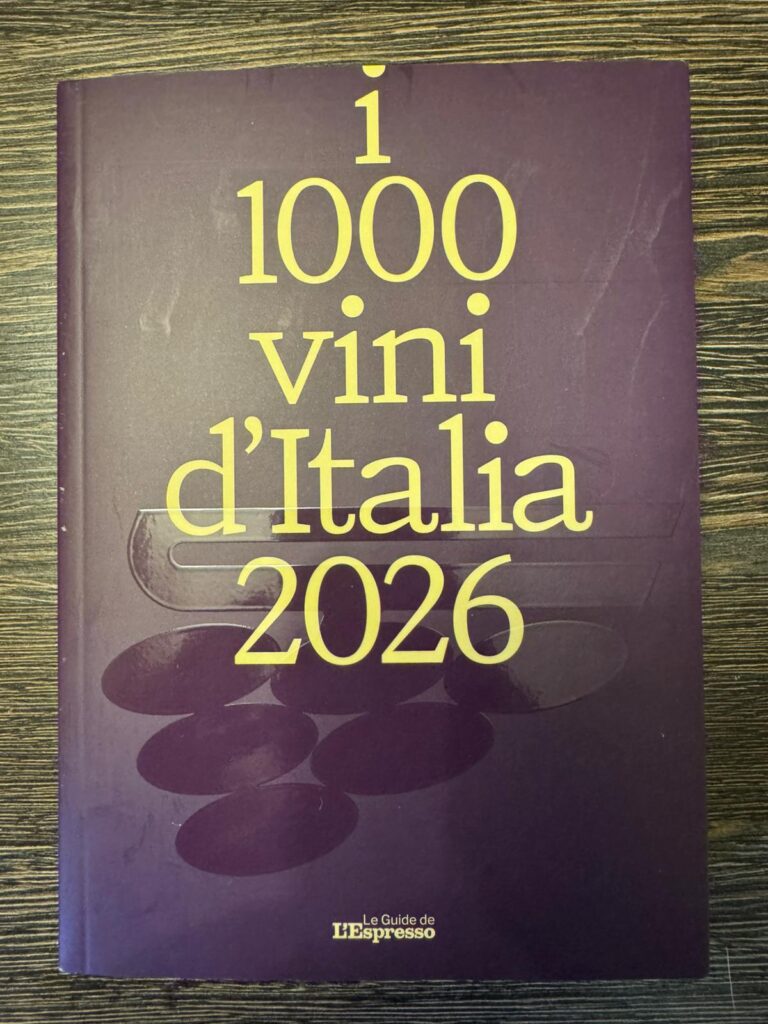 i
1000
vini
d'Italia
2026
Le Guide de
L'Espresso